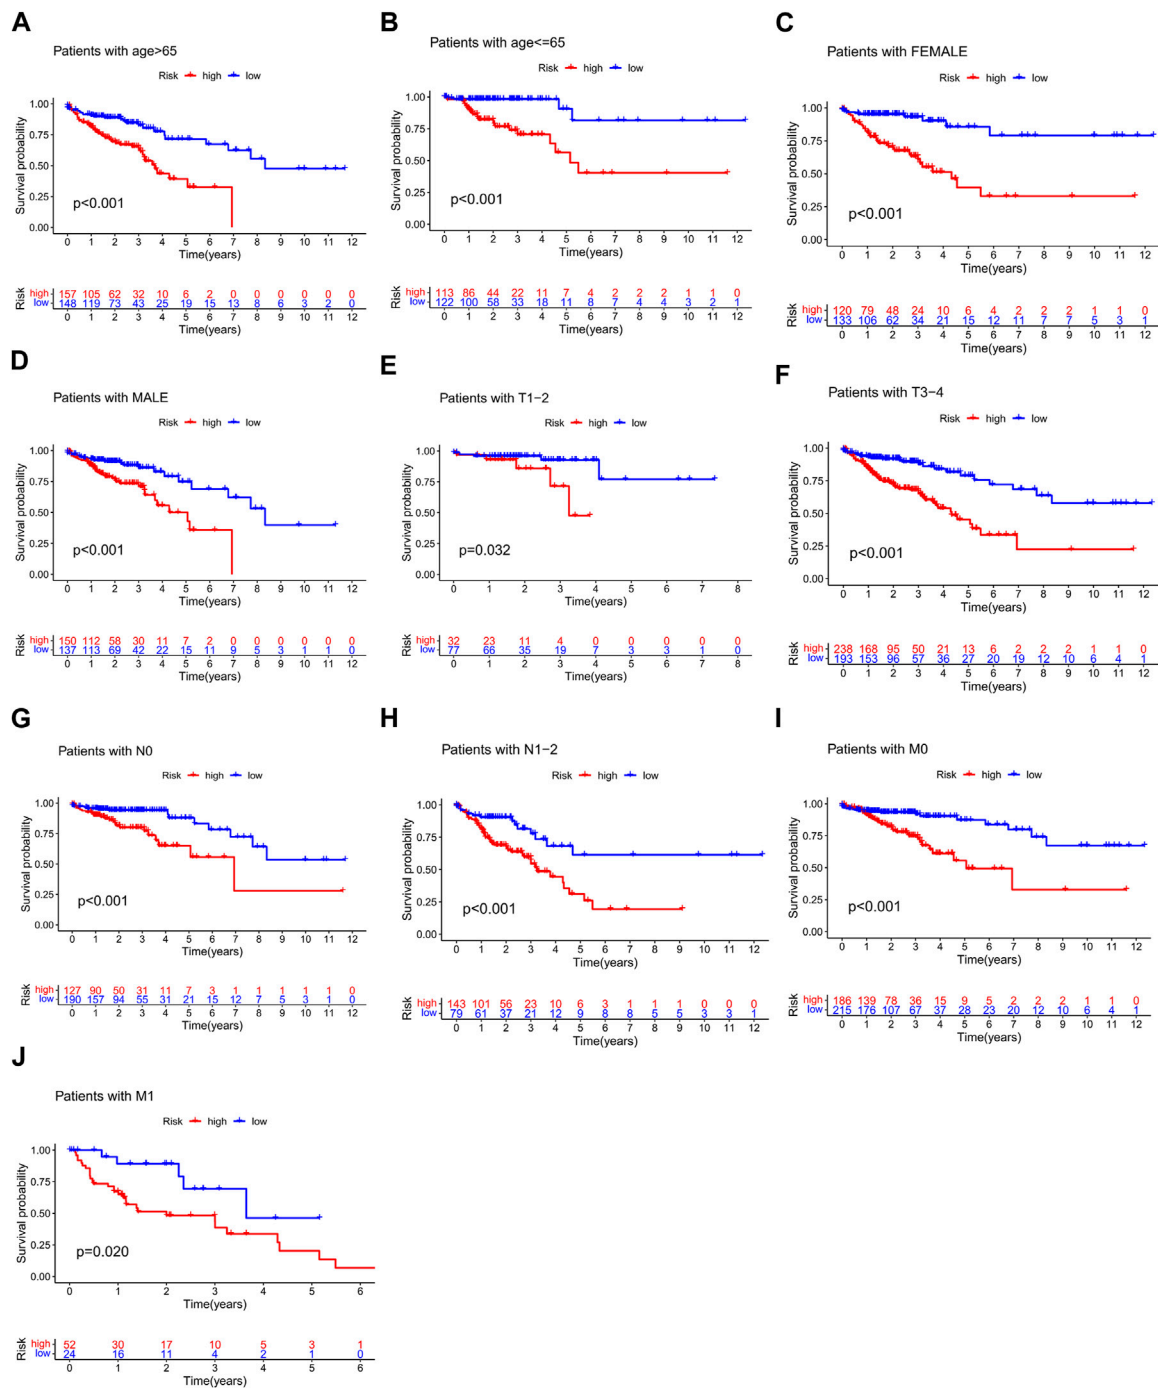 A
Patients with age>65
Risk high low
Survival probability
1.00
0.75
0.50
0.25
0.00
p<0.001
0 1 2 3 4 5 6 7 8 9 10 11 12
Time(years)
Risk
high 157 105 62 32 10 6 2 0 0 0 0 0 0
low 148 119 73 43 25 19 15 13 8 6 3 2 0
0 1 2 3 4 5 6 7 8 9 10 11 12
Time(years)
B
Patients with age<=65
Risk high low
Survival probability
1.00
0.75
0.50
0.25
0.00
p<0.001
0 1 2 3 4 5 6 7 8 9 10 11 12
Time(years)
Risk
high 113 86 44 22 11 7 4 2 2 2 1 1 0
low 122 100 58 33 18 11 8 7 4 4 3 2 1
0 1 2 3 4 5 6 7 8 9 10 11 12
Time(years)
C
Patients with FEMALE
Risk high low
Survival probability
1.00
0.75
0.50
0.25
0.00
p<0.001
0 1 2 3 4 5 6 7 8 9 10 11 12
Time(years)
Risk
high 120 79 48 24 10 6 4 2 2 2 1 1 0
low 133 106 62 34 21 15 12 11 7 7 5 3 1
0 1 2 3 4 5 6 7 8 9 10 11 12
Time(years)
D
Patients with MALE
Risk high low
Survival probability
1.00
0.75
0.50
0.25
0.00
p<0.001
0 1 2 3 4 5 6 7 8 9 10 11 12
Time(years)
Risk
high 150 112 58 30 11 7 2 0 0 0 0 0 0
low 137 113 69 42 22 15 11 9 5 3 1 1 0
0 1 2 3 4 5 6 7 8 9 10 11 12
Time(years)
E
Patients with T1−2
Risk high low
Survival probability
1.00
0.75
0.50
0.25
0.00
p=0.032
0 1 2 3 4 5 6 7 8
Time(years)
Risk
high 32 23 11 4 0 0 0 0 0
low 77 66 35 19 7 3 3 1 0
0 1 2 3 4 5 6 7 8
Time(years)
F
Patients with T3−4
Risk high low
Survival probability
1.00
0.75
0.50
0.25
0.00
p<0.001
0 1 2 3 4 5 6 7 8 9 10 11 12
Time(years)
Risk
high 238 168 95 50 21 13 6 2 2 2 1 1 0
low 193 153 96 57 36 27 20 19 12 10 6 4 1
0 1 2 3 4 5 6 7 8 9 10 11 12
Time(years)
G
Patients with N0
Risk high low
Survival probability
1.00
0.75
0.50
0.25
0.00
p<0.001
0 1 2 3 4 5 6 7 8 9 10 11 12
Time(years)
Risk
high 127 90 50 31 11 7 3 1 1 1 1 1 0
low 190 157 94 55 31 21 15 12 7 5 3 1 0
0 1 2 3 4 5 6 7 8 9 10 11 12
Time(years)
H
Patients with N1−2
Risk high low
Survival probability
1.00
0.75
0.50
0.25
0.00
p<0.001
0 1 2 3 4 5 6 7 8 9 10 11 12
Time(years)
Risk
high 143 101 56 23 10 6 3 1 1 1 0 0 0
low 79 61 37 21 12 9 8 8 5 5 3 3 1
0 1 2 3 4 5 6 7 8 9 10 11 12
Time(years)
I
Patients with M0
Risk high low
Survival probability
1.00
0.75
0.50
0.25
0.00
p<0.001
0 1 2 3 4 5 6 7 8 9 10 11 12
Time(years)
Risk
high 186 139 78 36 15 9 5 2 2 2 1 1 0
low 215 176 107 67 37 28 23 20 12 10 6 4 1
0 1 2 3 4 5 6 7 8 9 10 11 12
Time(years)
J
Patients with M1
Risk high low
Survival probability
1.00
0.75
0.50
0.25
0.00
p=0.020
0 1 2 3 4 5 6
Time(years)
Risk
high 52 30 17 10 5 3 1
low 24 16 11 4 2 1 0
0 1 2 3 4 5 6
Time(years)